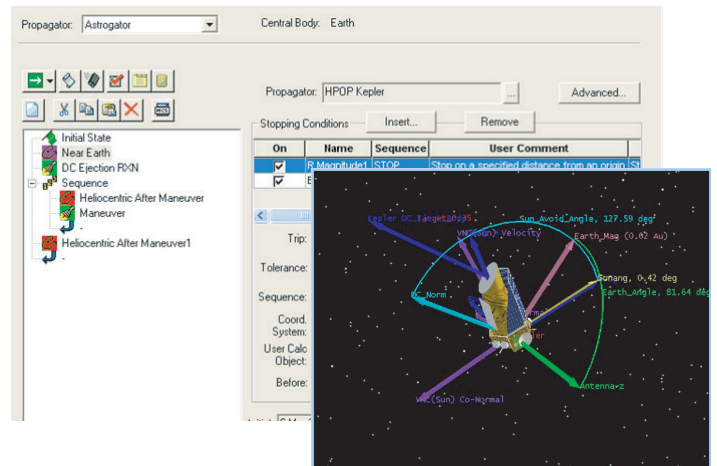 Propagator: Astrogator Central Body: Earth
Propagator: HPOP Kepler ... Advanced...
Stopping Conditions Insert... Remove
On Name Sequence User Comment
R Magnitude1 STOP Stop on a specified distance from an origin
Initial State
Near Earth
DC Ejection RXN
Sequence
Heliocentric After Maneuver
Maneuver
-
Heliocentric After Maneuver1
-
Trip:
Tolerance:
Sequence:
Coord.
System:
User Calc
Object:
Before:
Sun_Avoid_Angle, 127.59 deg
VNC(Sun) Velocity
Earth_Mag (0.02 Au)
Sunang, 0.42 deg
Earth_Angle, 81.64 deg
DC_Norm
Antenna-z
VNC(Sun) Co-Normal